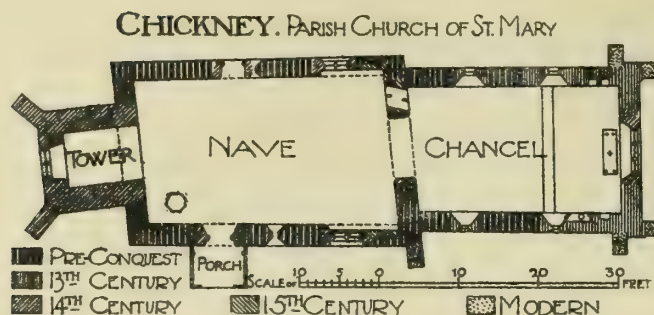 CHICKNEY. PARISH CHURCH OF ST. MARY
TOWER
NAVE
CHANCEL
PORCH
PRE-CONQUEST
13TH CENTURY
14TH CENTURY
15TH CENTURY
MODERN
SCALE OF 10 5 0 10 20 30 FEET